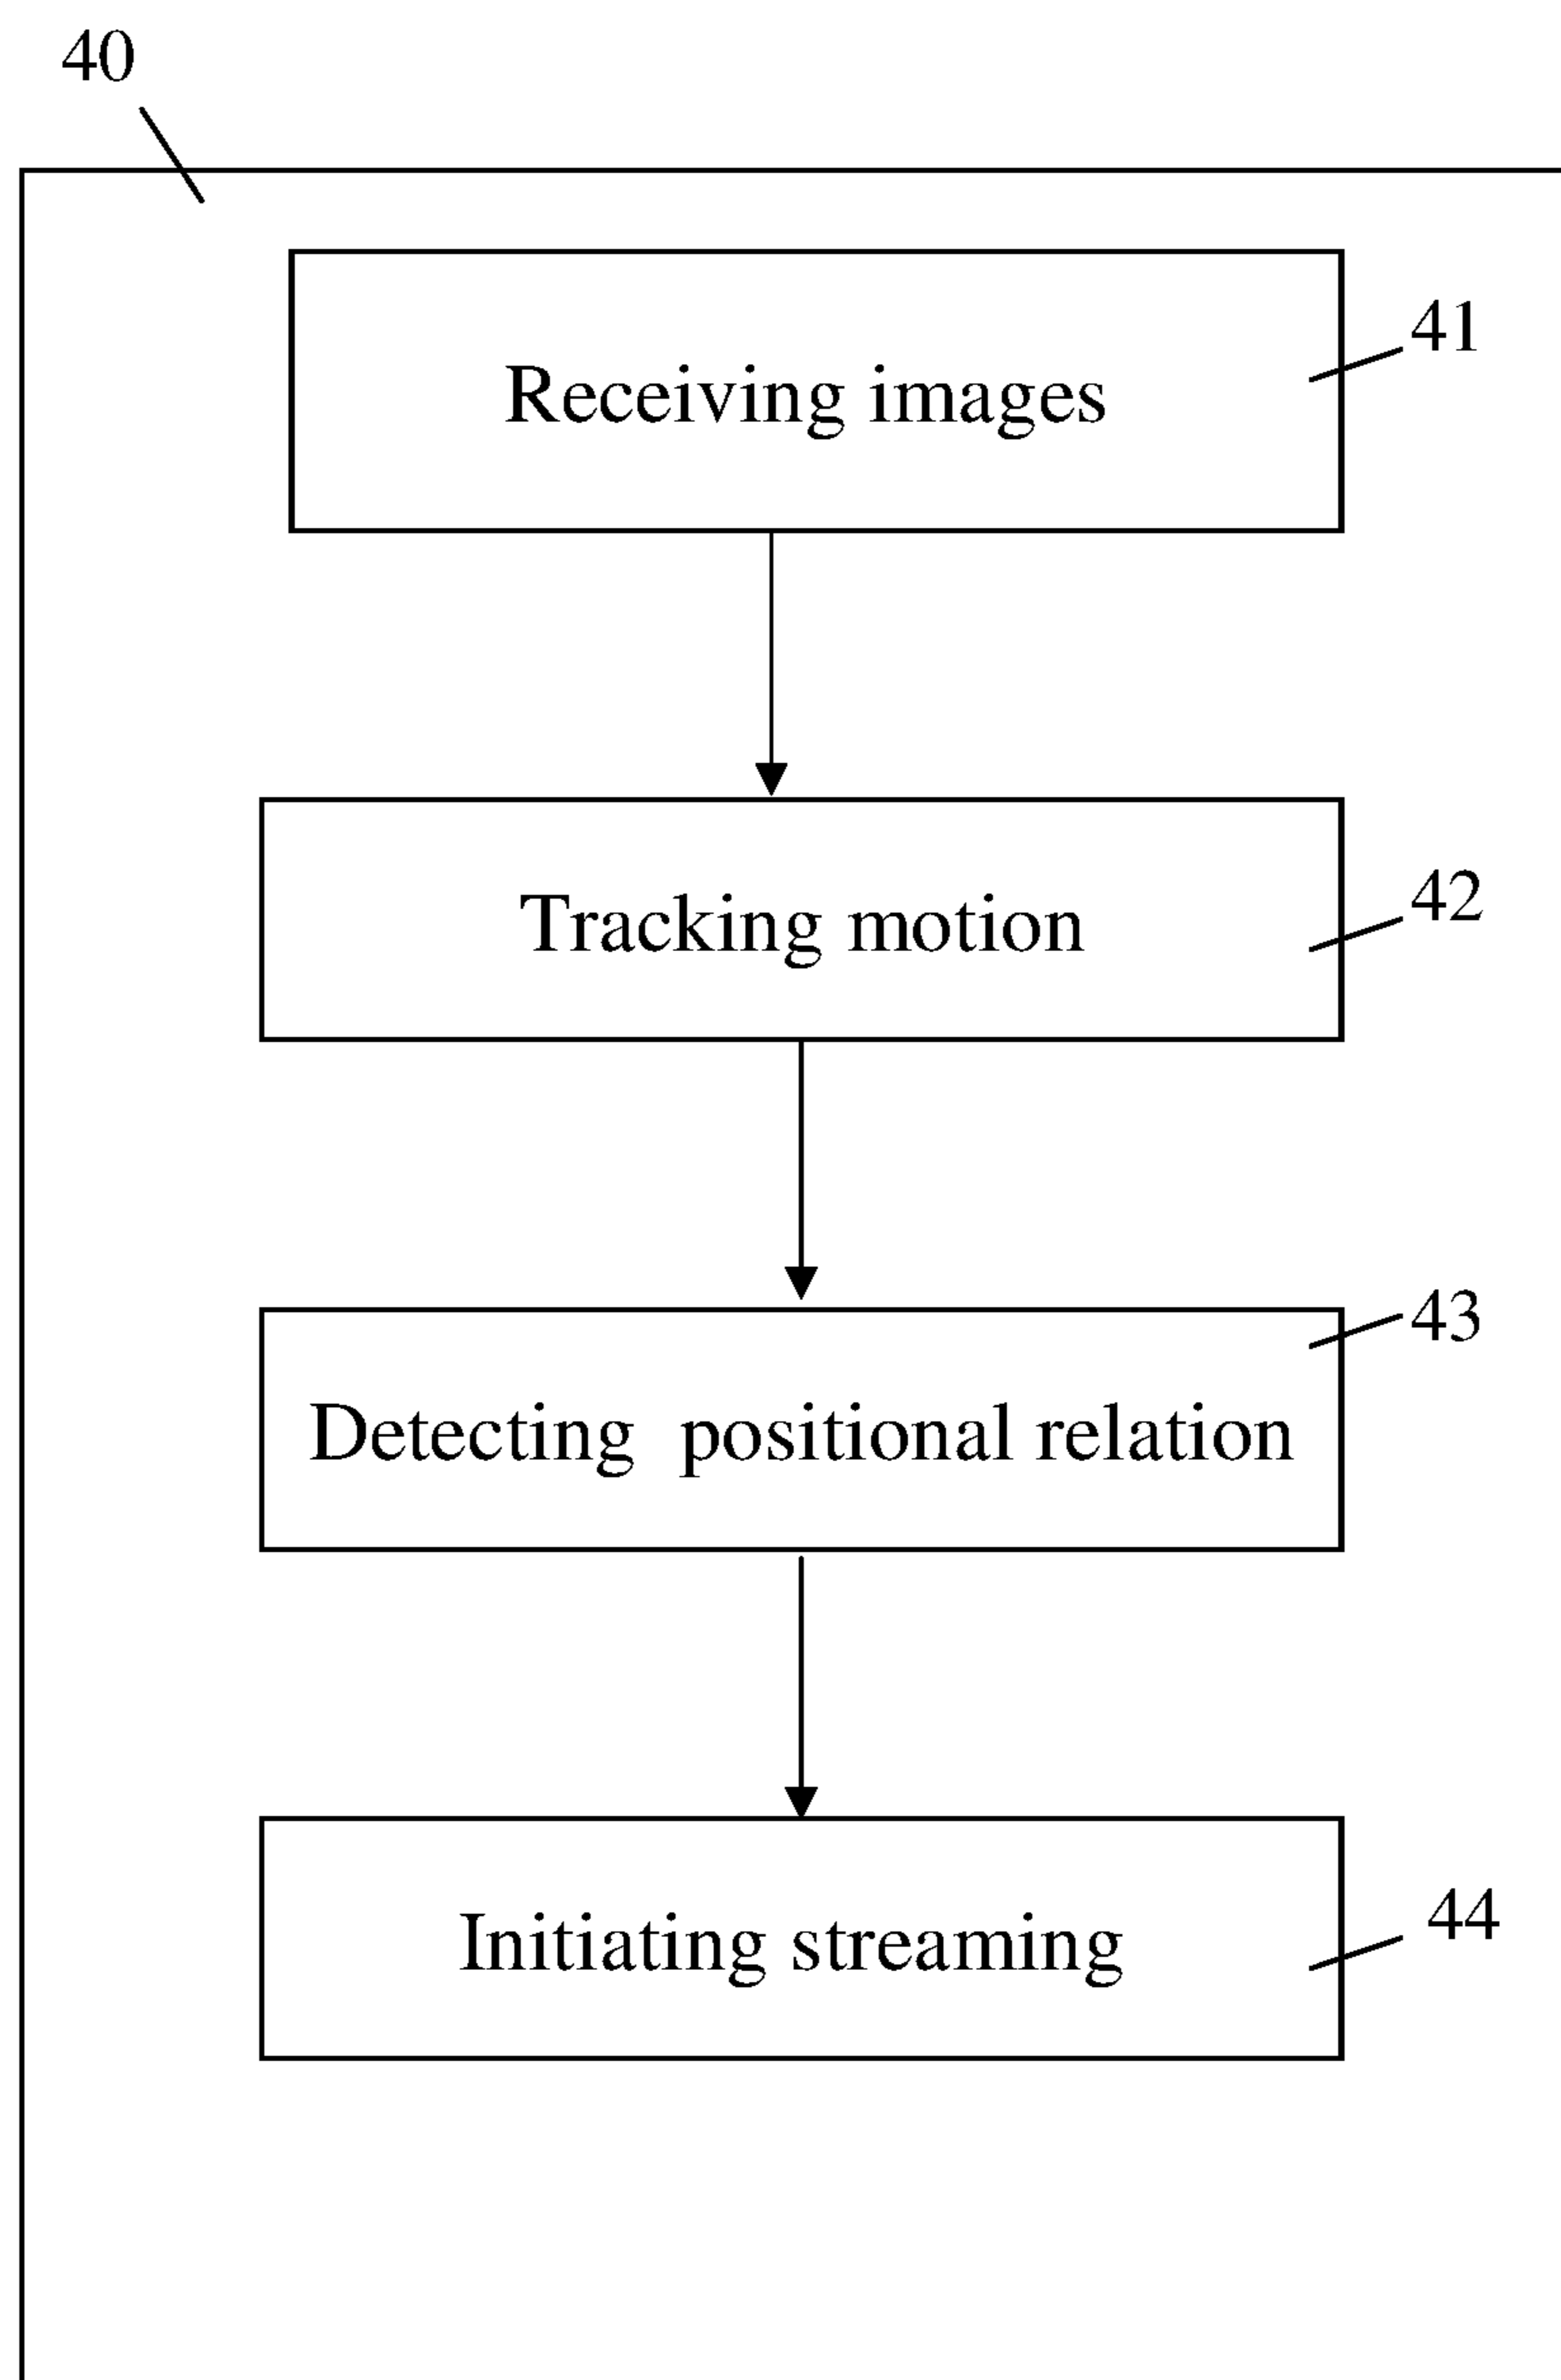 40
Receiving images
41
Tracking motion
42
43
Detecting positional relation
Initiating streaming
44